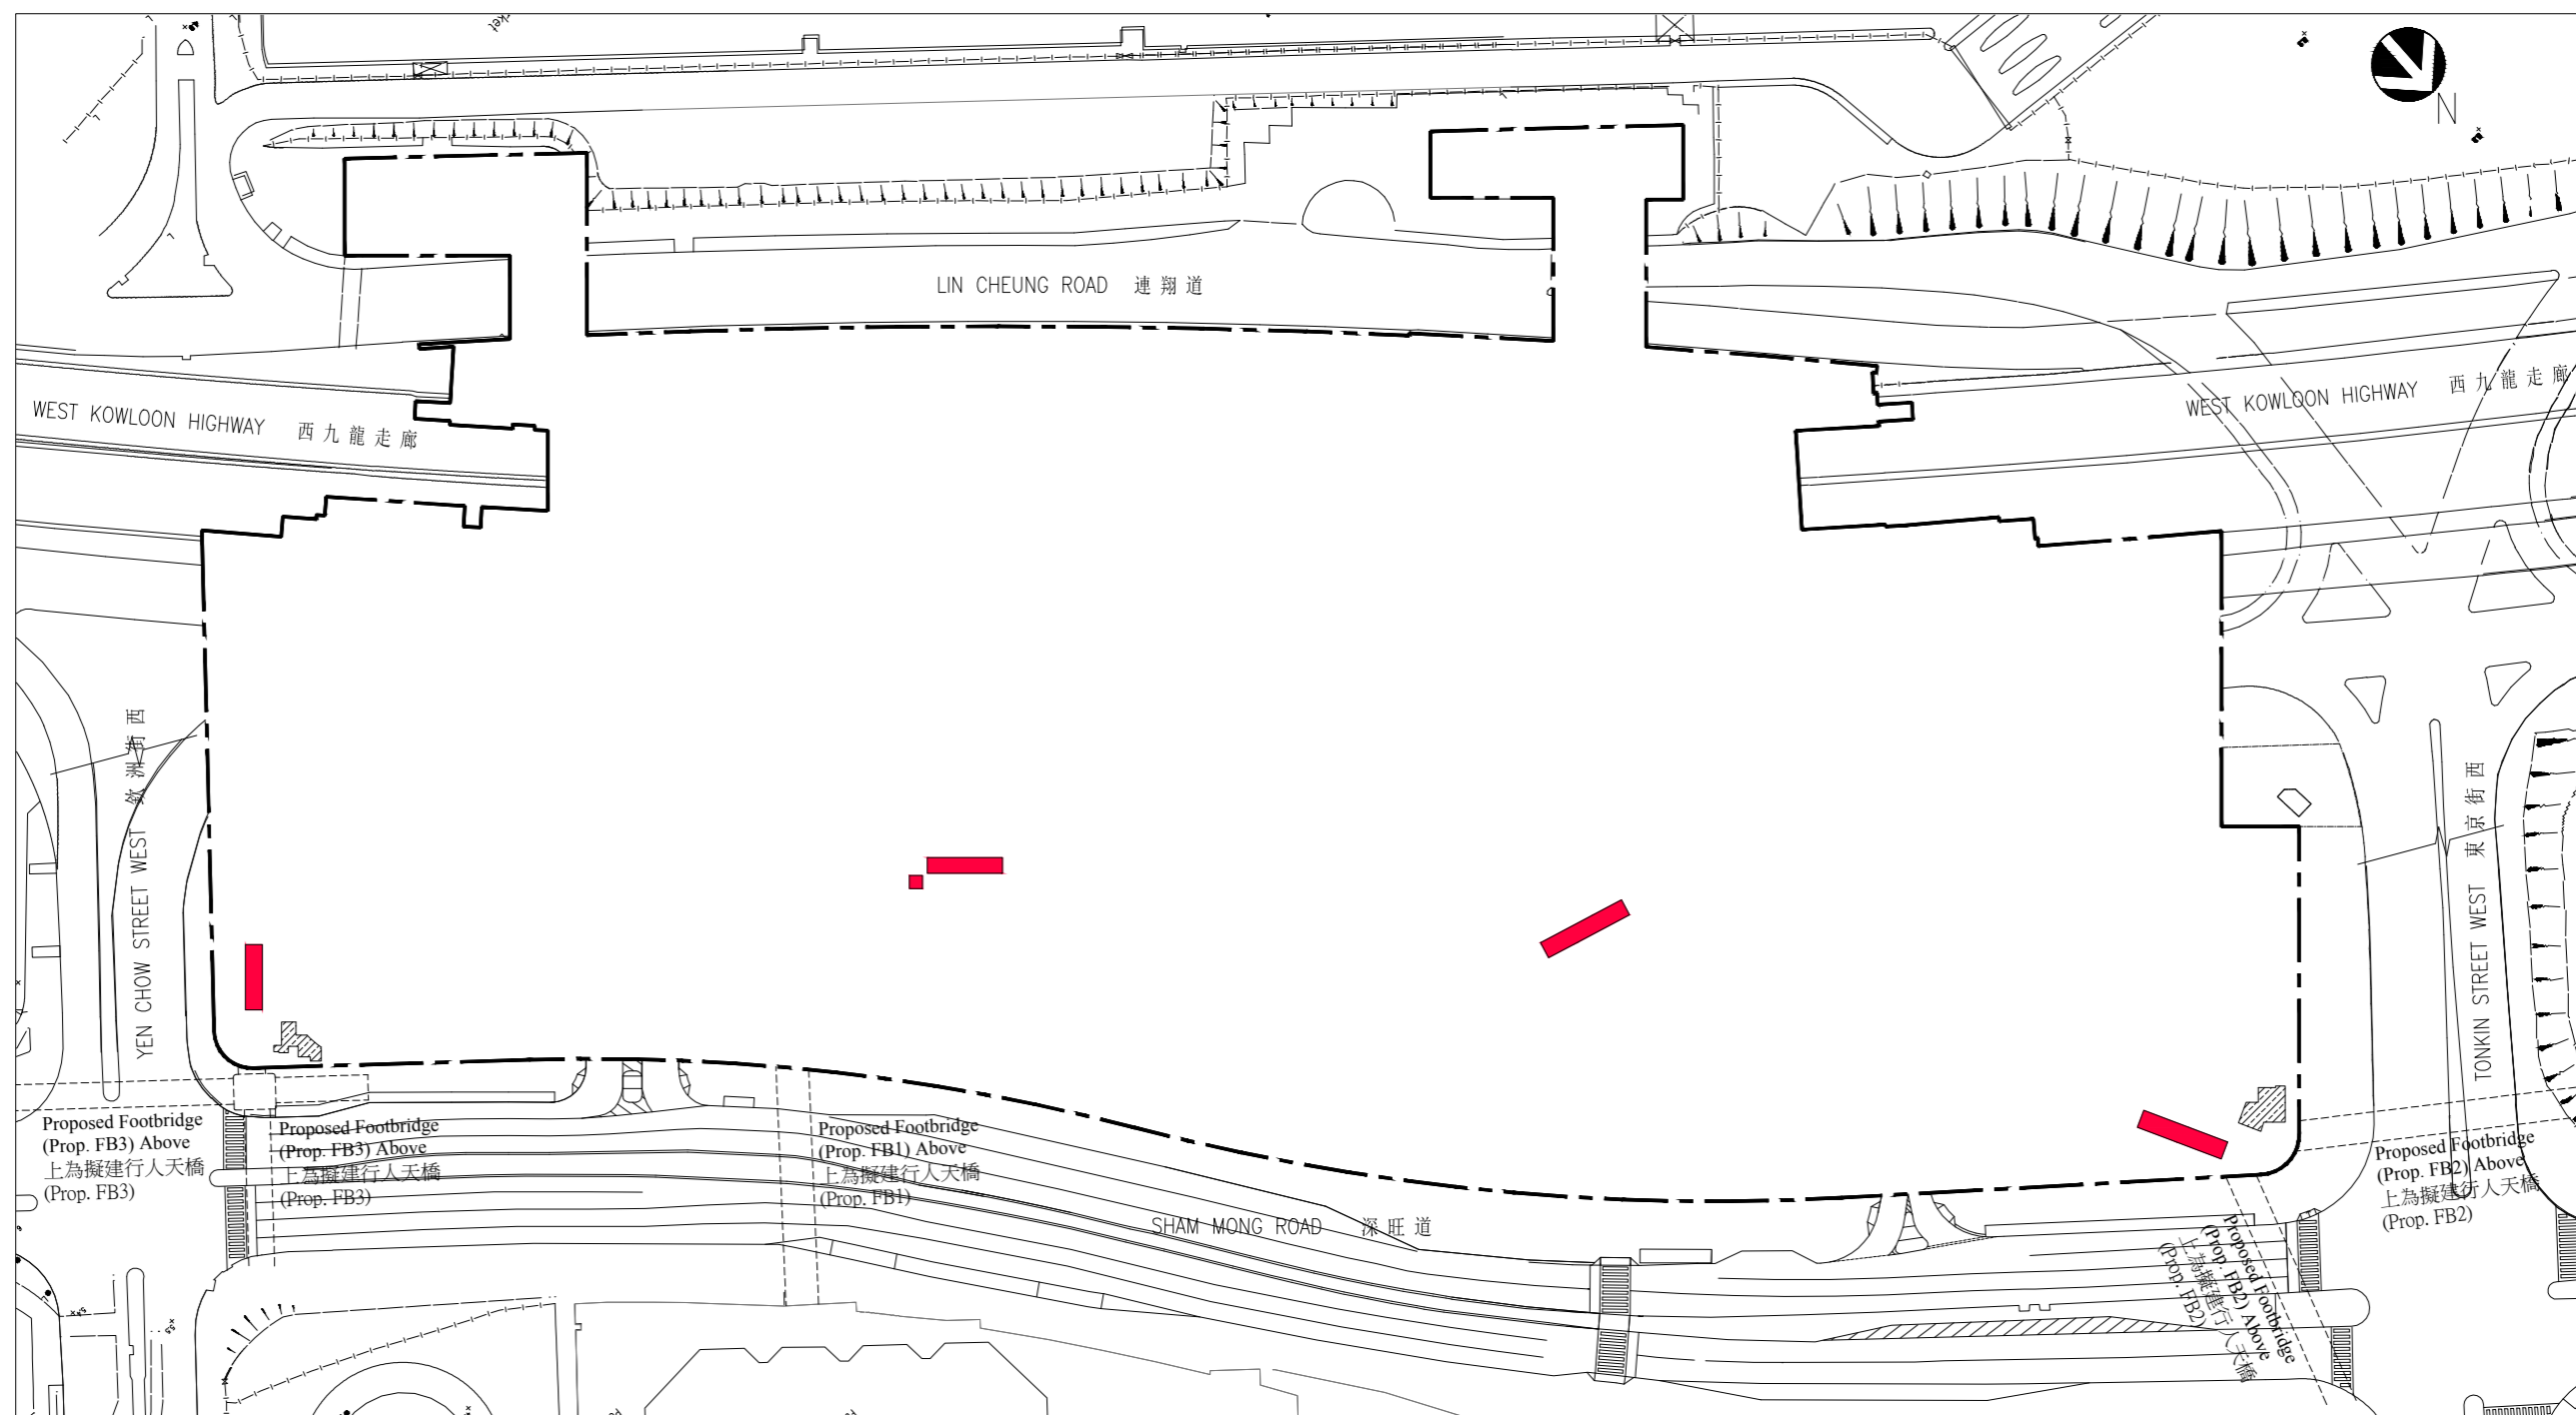 rket
N
LIN CHEUNG ROAD 連翔道
WEST KOWLOON HIGHWAY 西九龍走廊
WEST KOWLOON HIGHWAY 西九龍走廊
YEN CHOW STREET WEST 欽洲街西
TONKIN STREET WEST 東京街西
Proposed Footbridge
(Prop. FB3) Above
上為擬建行人天橋
(Prop. FB3)
Proposed Footbridge
(Prop. FB3) Above
上為擬建行人天橋
(Prop. FB3)
Proposed Footbridge
(Prop. FB1) Above
上為擬建行人天橋
(Prop. FB1)
SHAM MONG ROAD 深旺道
Proposed Footbridge
(Prop. FB2) Above
上為擬建行人天橋
(Prop. FB2)
Proposed Footbridge
(Prop. FB2) Above
上為擬建行人天橋
(Prop. FB2)